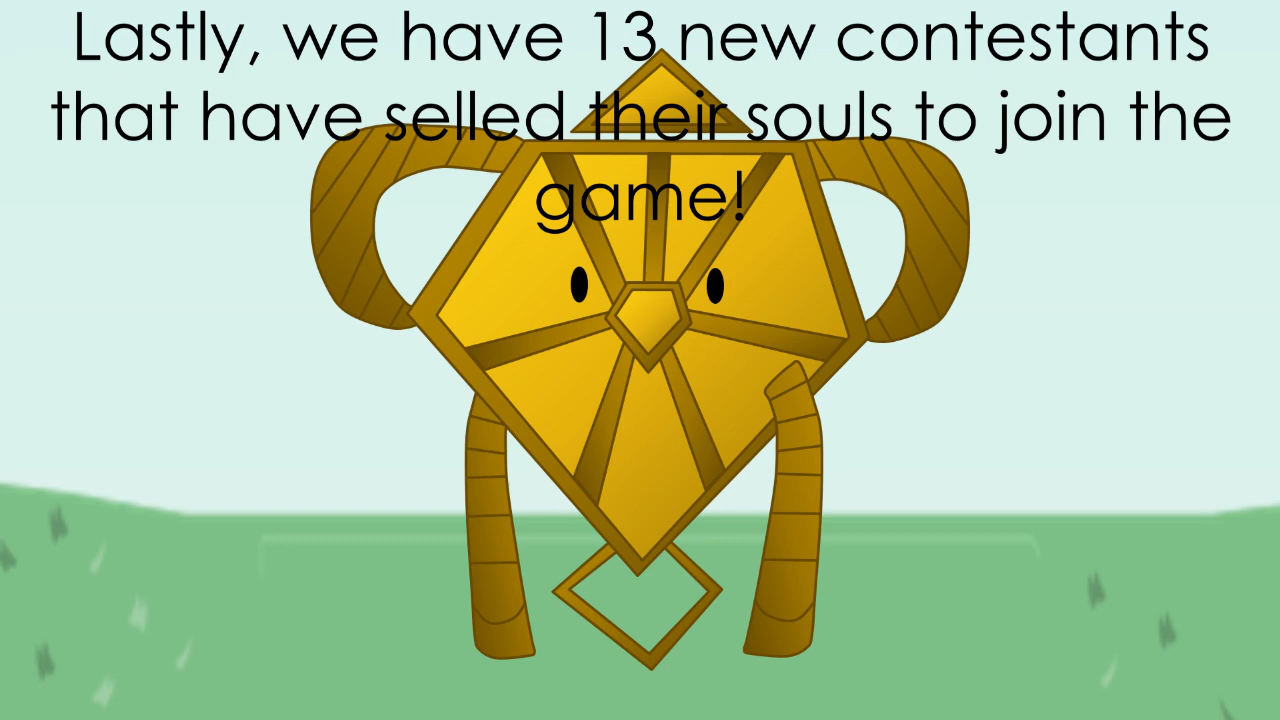 Lastly, we have 13 new contestants
that have selled their souls to join the
game!